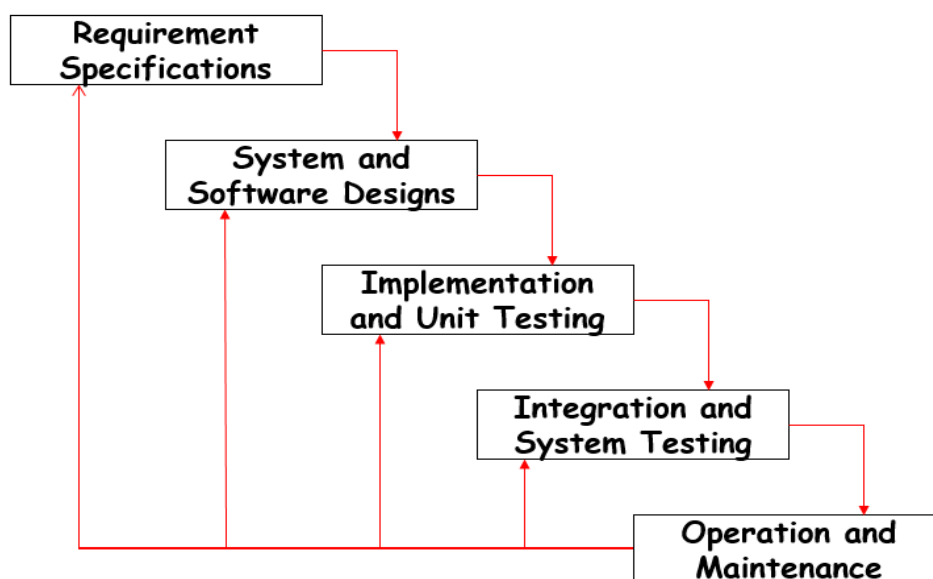 Requirement
Specifications
System and
Software Designs
Implementation
and Unit Testing
Integration and
System Testing
Operation and
Maintenance